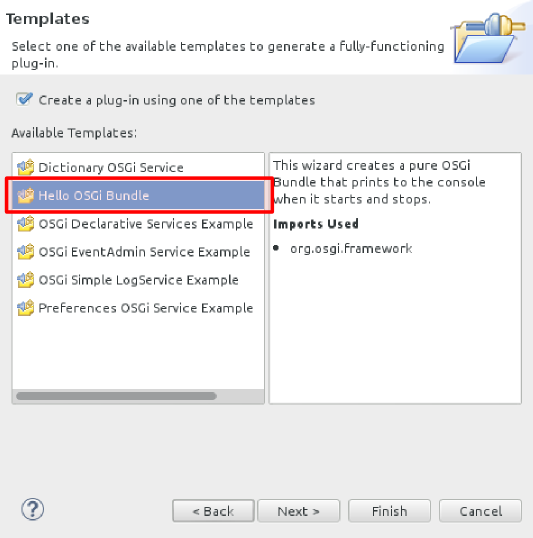 Templates
Select one of the available templates to generate a fully-functioning
plug-in.
Create a plug-in using one of the templates
Available Templates:
Dictionary OSGi Service
Hello OSGi Bundle
OSGi Declarative Services Example
OSGi EventAdmin Service Example
OSGi Simple LogService Example
Preferences OSGi Service Example
This wizard creates a pure OSGi
Bundle that prints to the console
when it starts and stops.
Imports Used
org.osgi.framework
?
< Back
Next >
Finish
Cancel